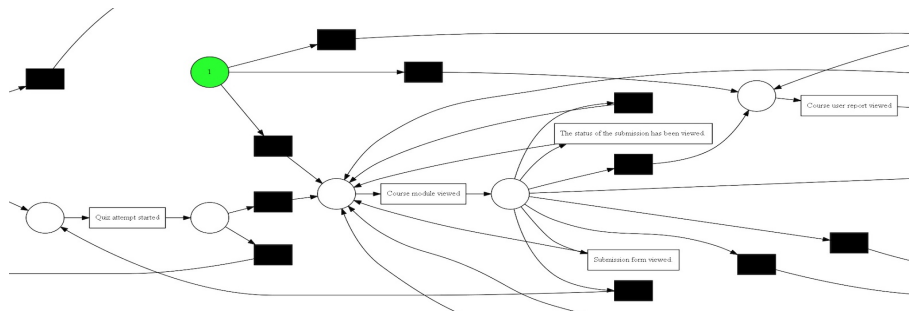 1
Course user report viewed
The status of the submission has been viewed.
Course module viewed
Quiz attempt started
Submission form viewed